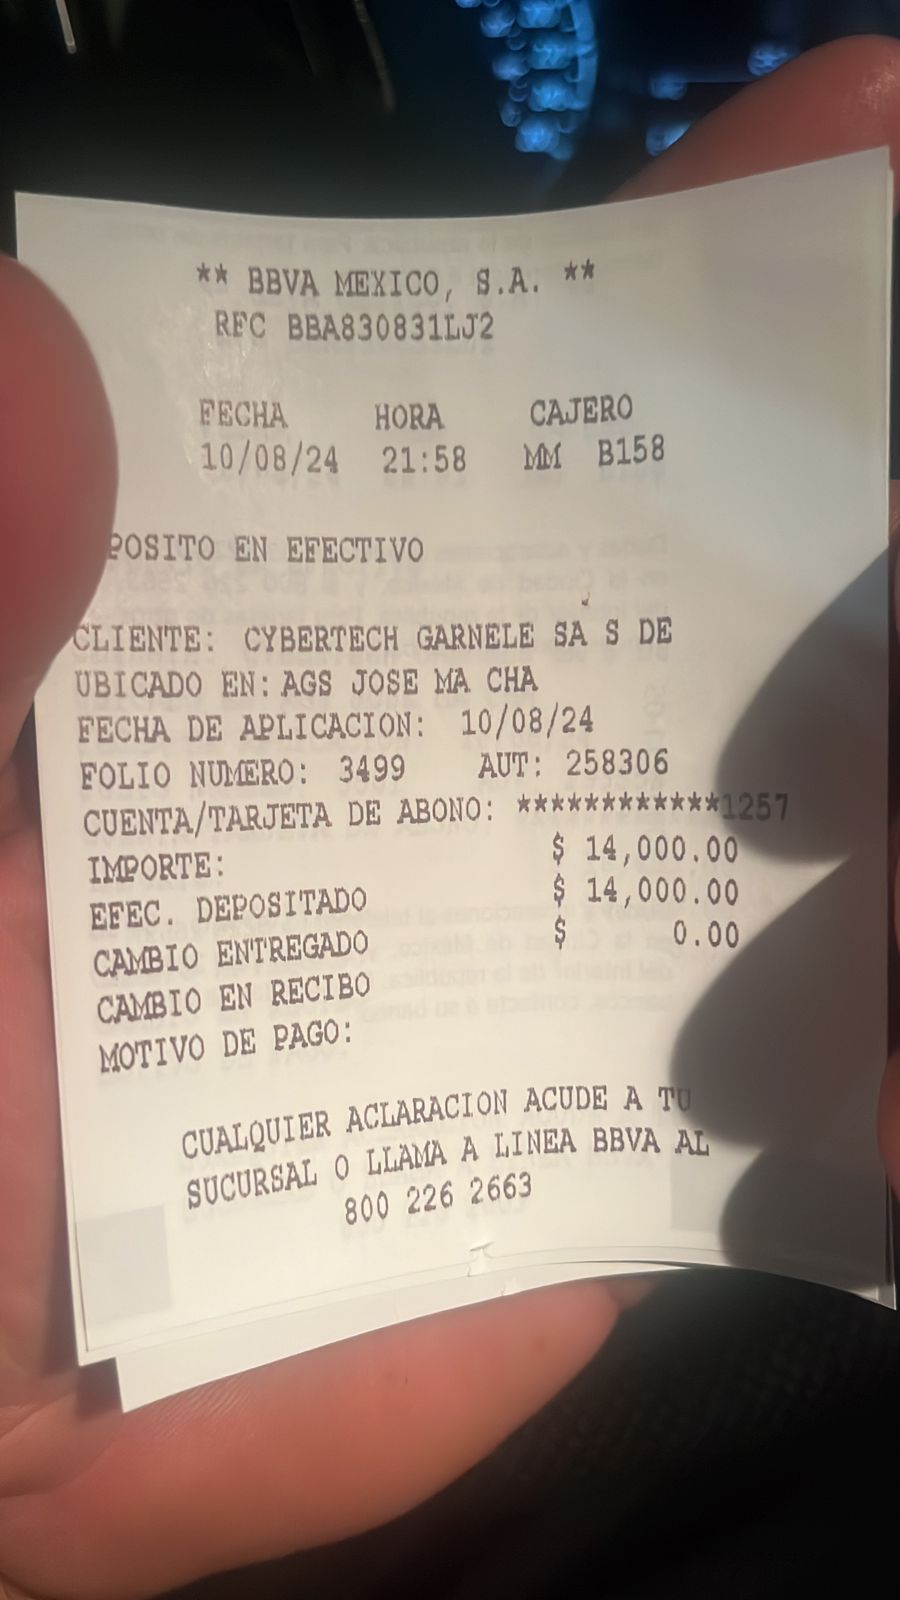 ** BBVA MEXICO, S.A. **
RFC BBA830831LJ2
FECHA HORA CAJERO
10/08/24 21:58 MM B158
POSITO EN EFECTIVO
CLIENTE: CYBERTECH GARNELE SA S DE
UBICADO EN: AGS JOSE MA CHA
FECHA DE APLICACION: 10/08/24
FOLIO NUMERO: 3499 AUT: 258306
CUENTA/TARJETA DE ABONO: ************1257
IMPORTE: $ 14,000.00
EFEC. DEPOSITADO $ 14,000.00
CAMBIO ENTREGADO $ 0.00
CAMBIO EN RECIBO
MOTIVO DE PAGO:
CUALQUIER ACLARACION ACUDE A TU
SUCURSAL O LLAMA A LINEA BBVA AL
800 226 2663